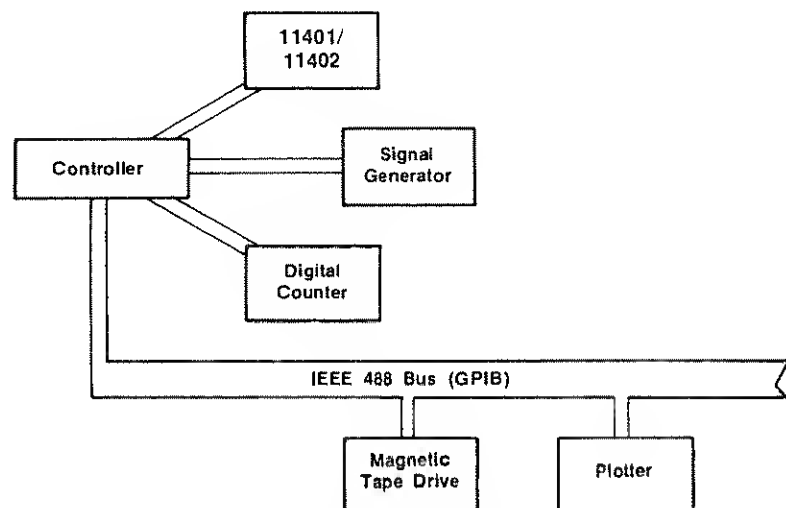 11401/
11402
Controller
Signal
Generator
Digital
Counter
IEEE 488 Bus (GPIB)
Magnetic
Tape Drive
Plotter